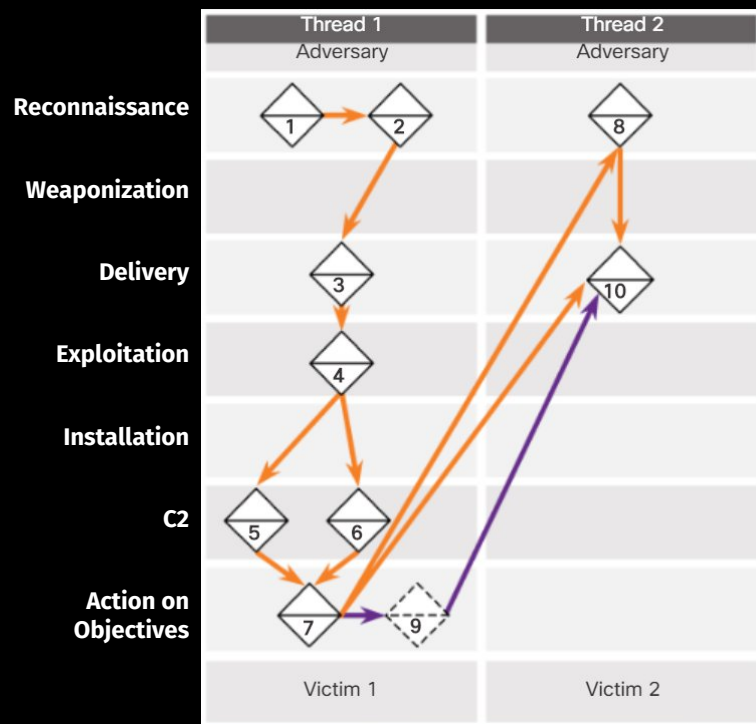 Thread 1
Thread 2
Adversary
Adversary
Reconnaissance
1
2
8
Weaponization
Delivery
3
10
Exploitation
4
Installation
C2
5
6
Action on
Objectives
7
9
Victim 1
Victim 2